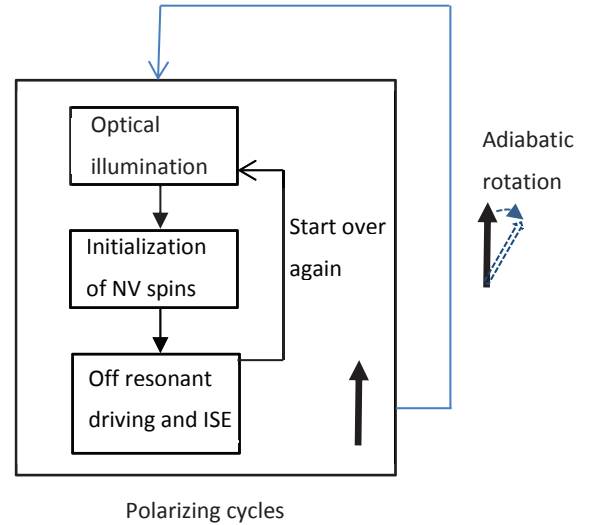 Optical
illumination
Initialization
of NV spins
Off resonant
driving and ISE
Start over
again
Adiabatic
rotation
Polarizing cycles